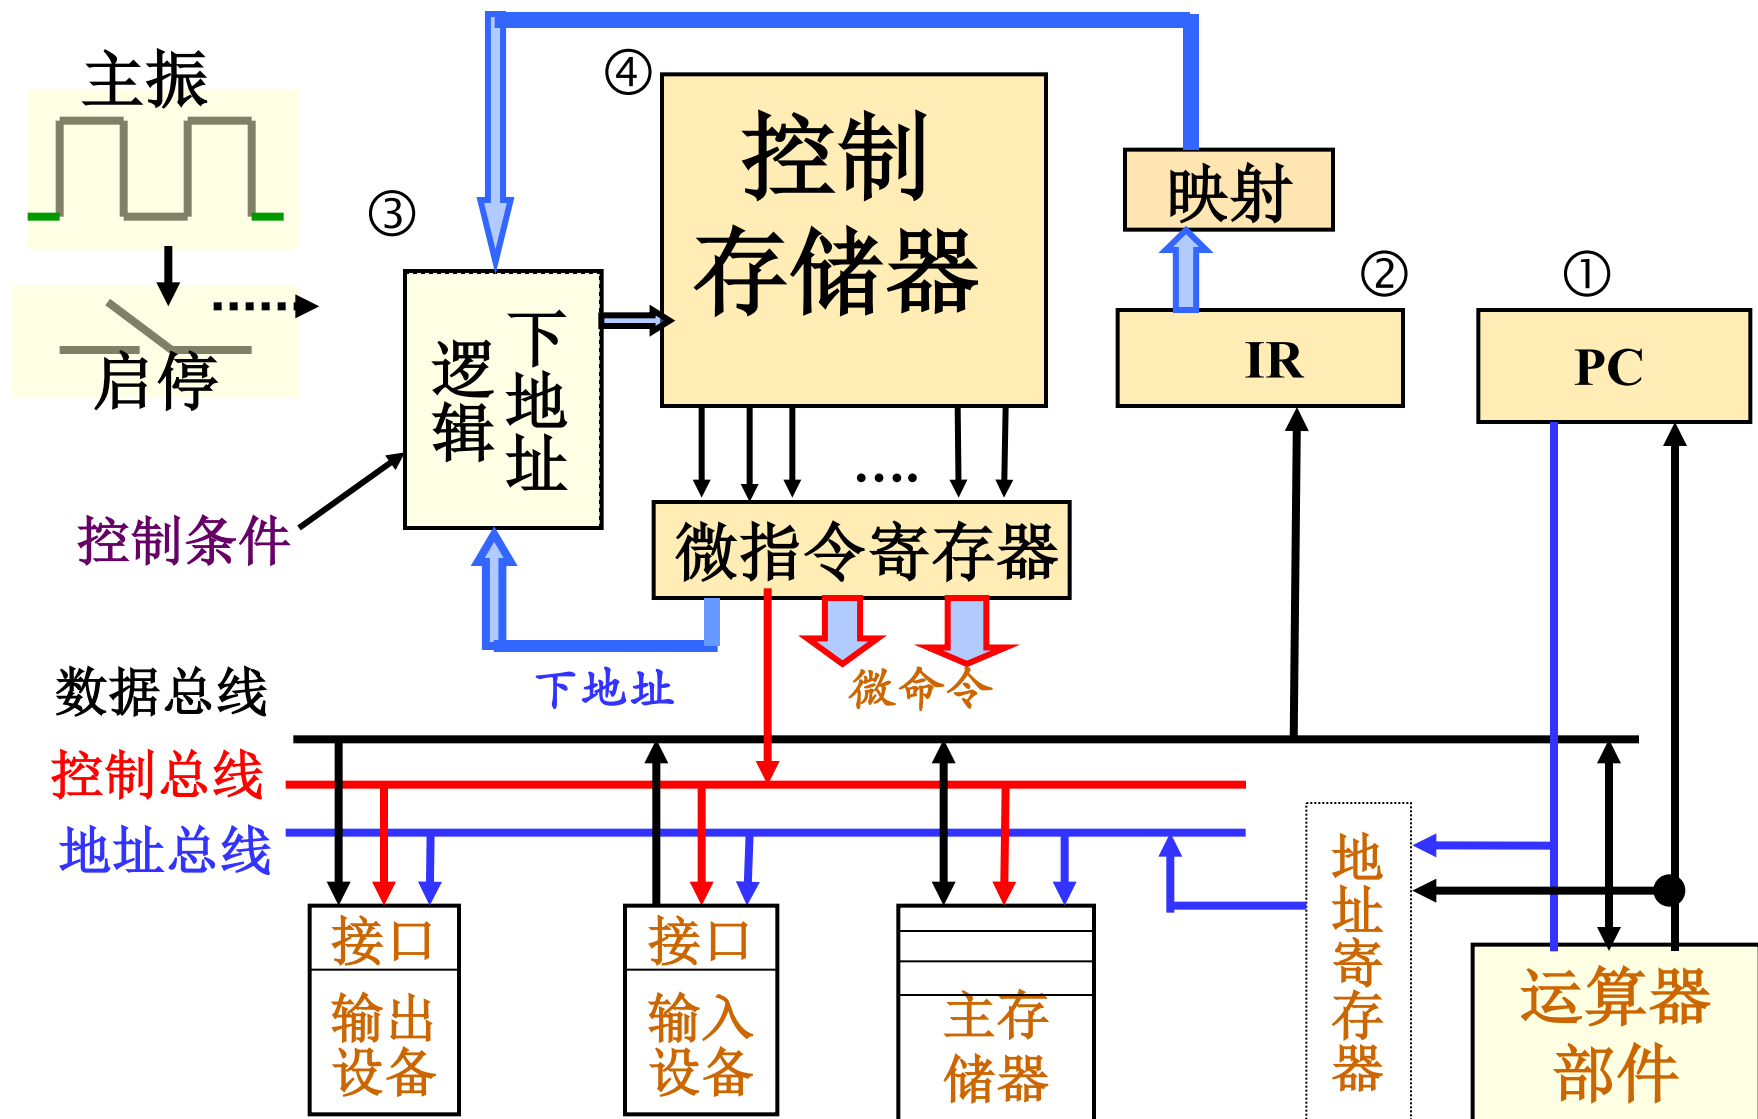 主振
④
控制
存储器
映射
③
②
①
下地址
逻辑
IR
PC
启停
....
控制条件
微指令寄存器
下地址
微命令
数据总线
控制总线
地址总线
地址寄存器
接口
输出
设备
接口
输入
设备
主存
储器
运算器
部件